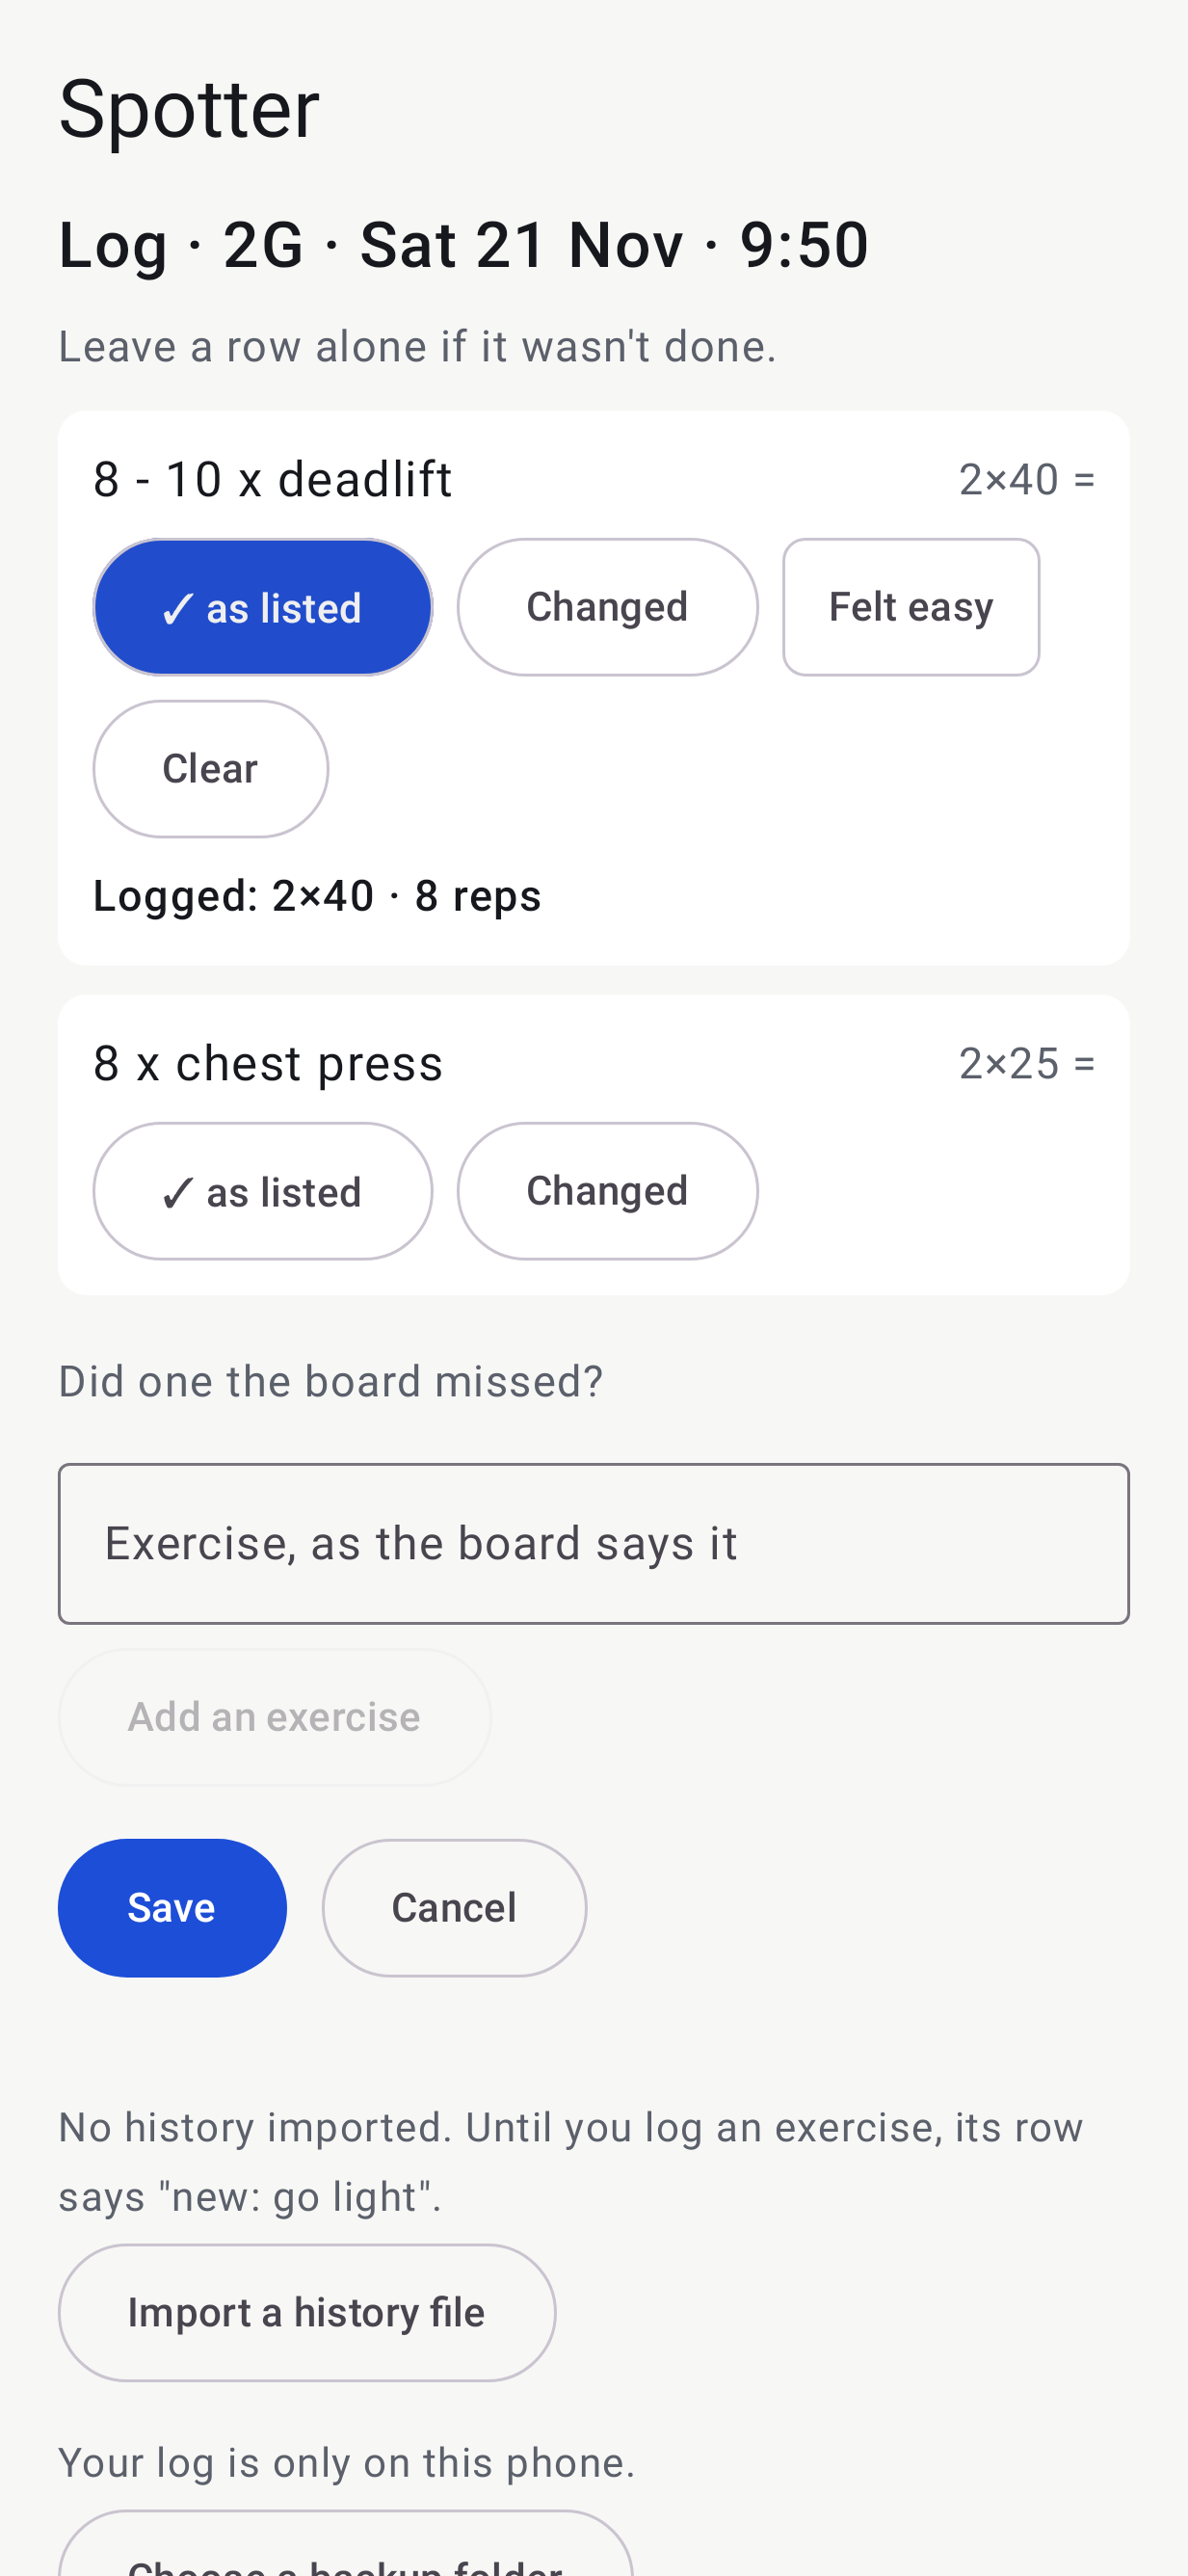 Spotter
Log · 2G · Sat 21 Nov · 9:50
Leave a row alone if it wasn't done.
8 - 10 x deadlift 2×40 =
✓ as listed Changed Felt easy
Clear
Logged: 2×40 · 8 reps
8 x chest press 2×25 =
✓ as listed Changed
Did one the board missed?
Exercise, as the board says it
Add an exercise
Save Cancel
No history imported. Until you log an exercise, its row
says "new: go light".
Import a history file
Your log is only on this phone.
Choose a backup folder